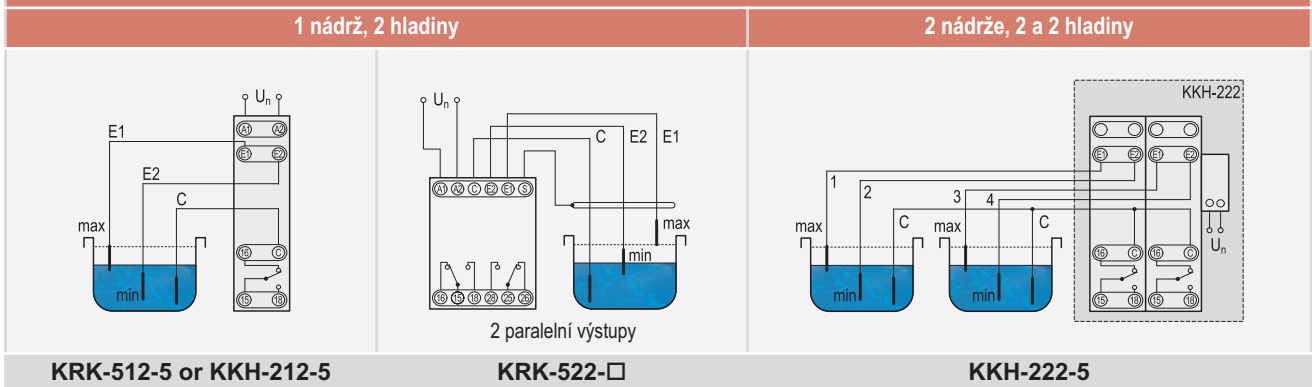 1 nádrž, 2 hladiny
2 nádrže, 2 a 2 hladiny
Un
A1 A2
E1 E2
E1
E2
C
max
min
16 C
15 18
Un
C E2 E1
A1 A2 C E2 E1 S
max
min
16 15 18 28 25 26
2 paralelní výstupy
KKH-222
E1 E2 E1 E2
1
2
3
4
C
C
max
max
min
min
Un
16 C 16 C
15 18 15 18
KRK-512-5 or KKH-212-5
KRK-522-□
KKH-222-5